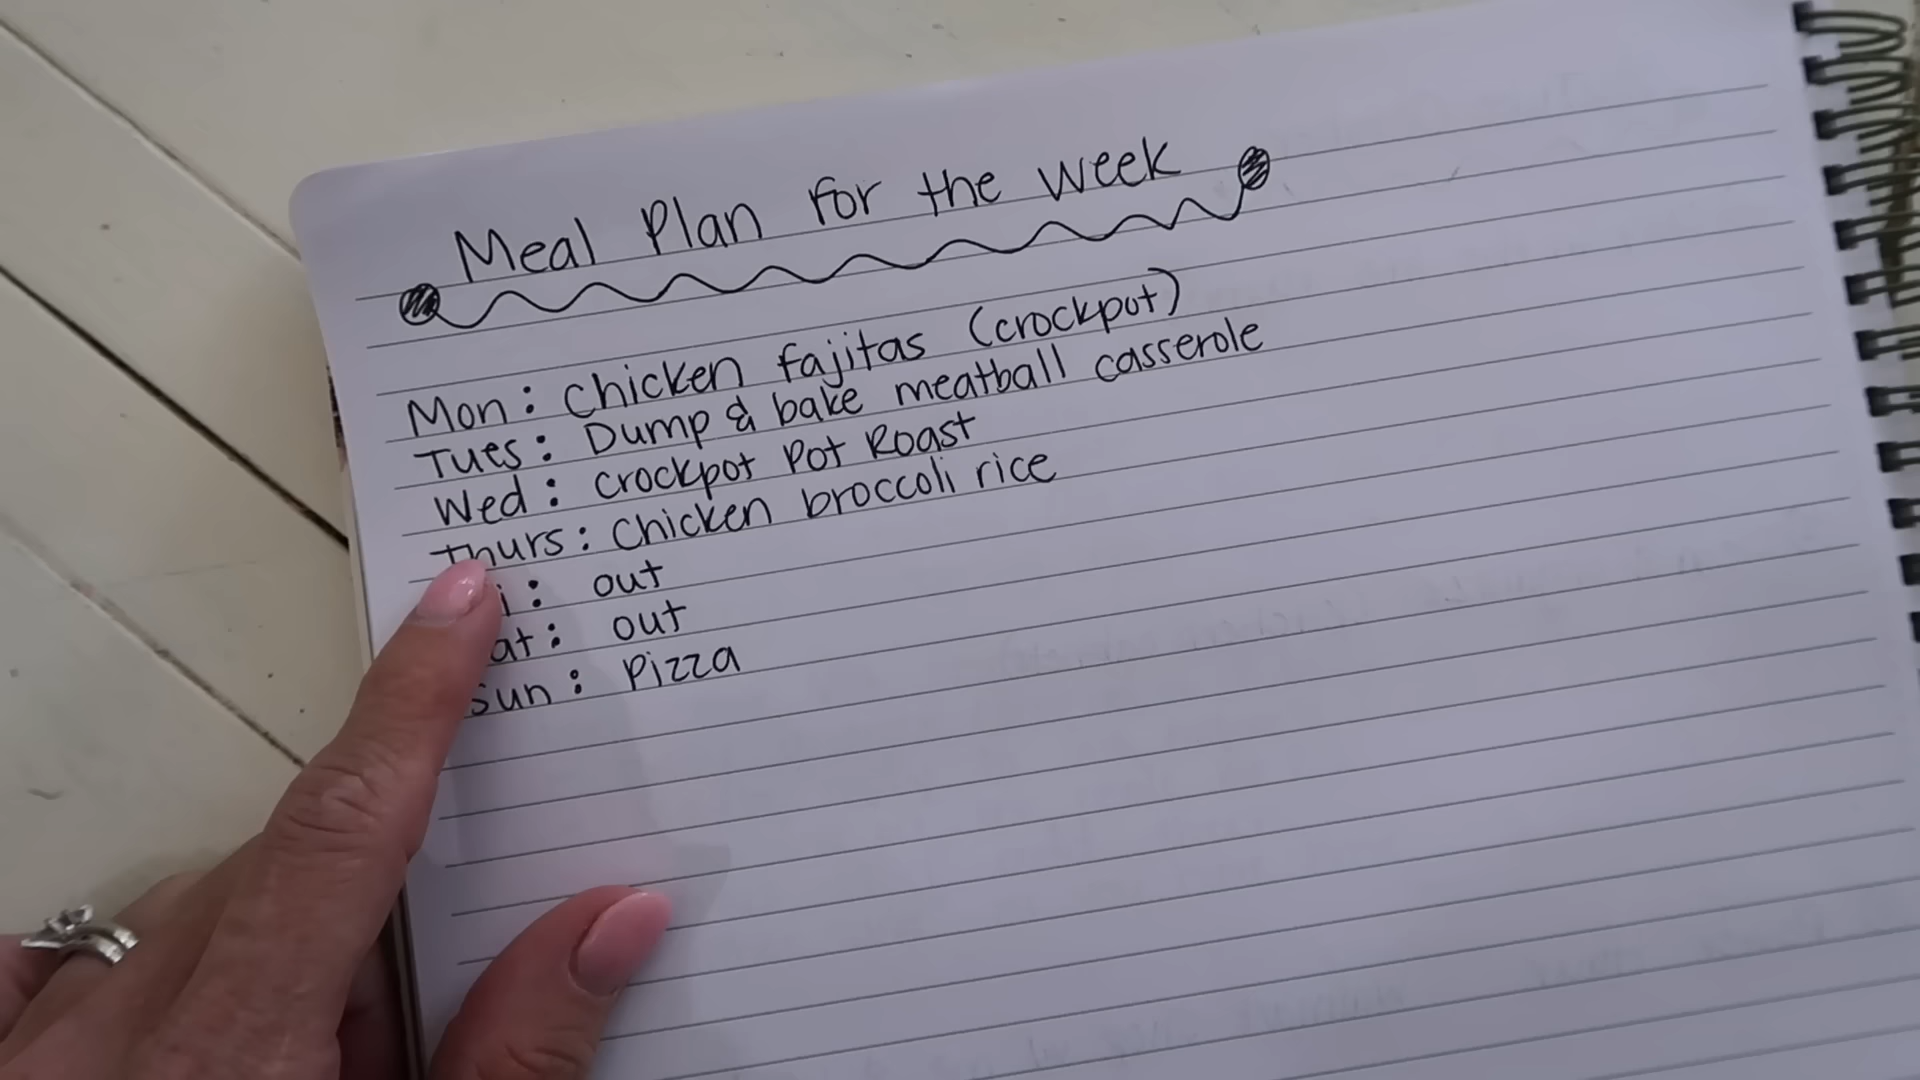 Meal Plan for the week
Mon: Chicken fajitas (crockpot)
Tues: Dump & bake meatball casserole
Wed: crockpot Pot Roast
Thurs: Chicken broccoli rice
i: out
at: out
Sun: Pizza